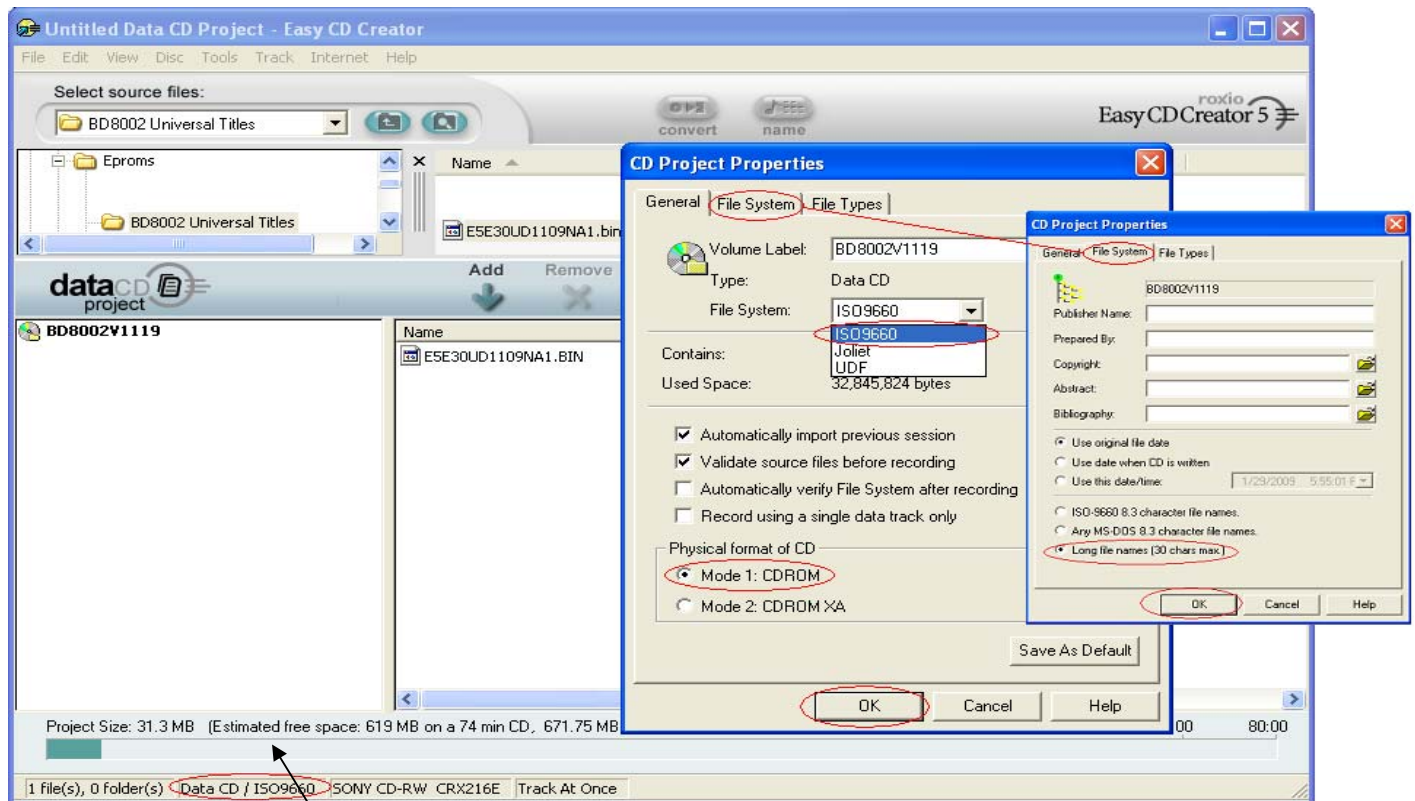 Untitled Data CD Project - Easy CD Creator
File Edit View Disc Tools Track Internet Help
Select source files:
BD8002 Universal Titles
convert name
roxio
Easy CD Creator 5
Eproms
BD8002 Universal Titles
Name
E5E30UD1109NA1.bin
data CD project
Add Remove
BD8002V1119
Name
E5E30UD1109NA1.BIN
CD Project Properties
General File System File Types
Volume Label: BD8002V1119
Type: Data CD
File System: ISO9660
ISO9660
Joliet
UDF
Contains:
Used Space: 32,845,824 bytes
Automatically import previous session
Validate source files before recording
Automatically verify File System after recording
Record using a single data track only
Physical format of CD
Mode 1: CDROM
Mode 2: CDROM XA
Save As Default
OK Cancel Help
CD Project Properties
General File System File Types
BD8002V1119
Publisher Name:
Prepared By:
Copyright:
Abstract:
Bibliography:
Use original file date
Use date when CD is written
Use this date/time: 1/29/2009 5:55:01 P
ISO-9660 8.3 character file names.
Any MS-DOS 8.3 character file names.
Long file names (30 chars max.)
OK Cancel Help
Project Size: 31.3 MB (Estimated free space: 619 MB on a 74 min CD, 671.75 MB
00 80:00
1 file(s), 0 folder(s) Data CD / ISO9660 SONY CD-RW CRX216E Track At Once